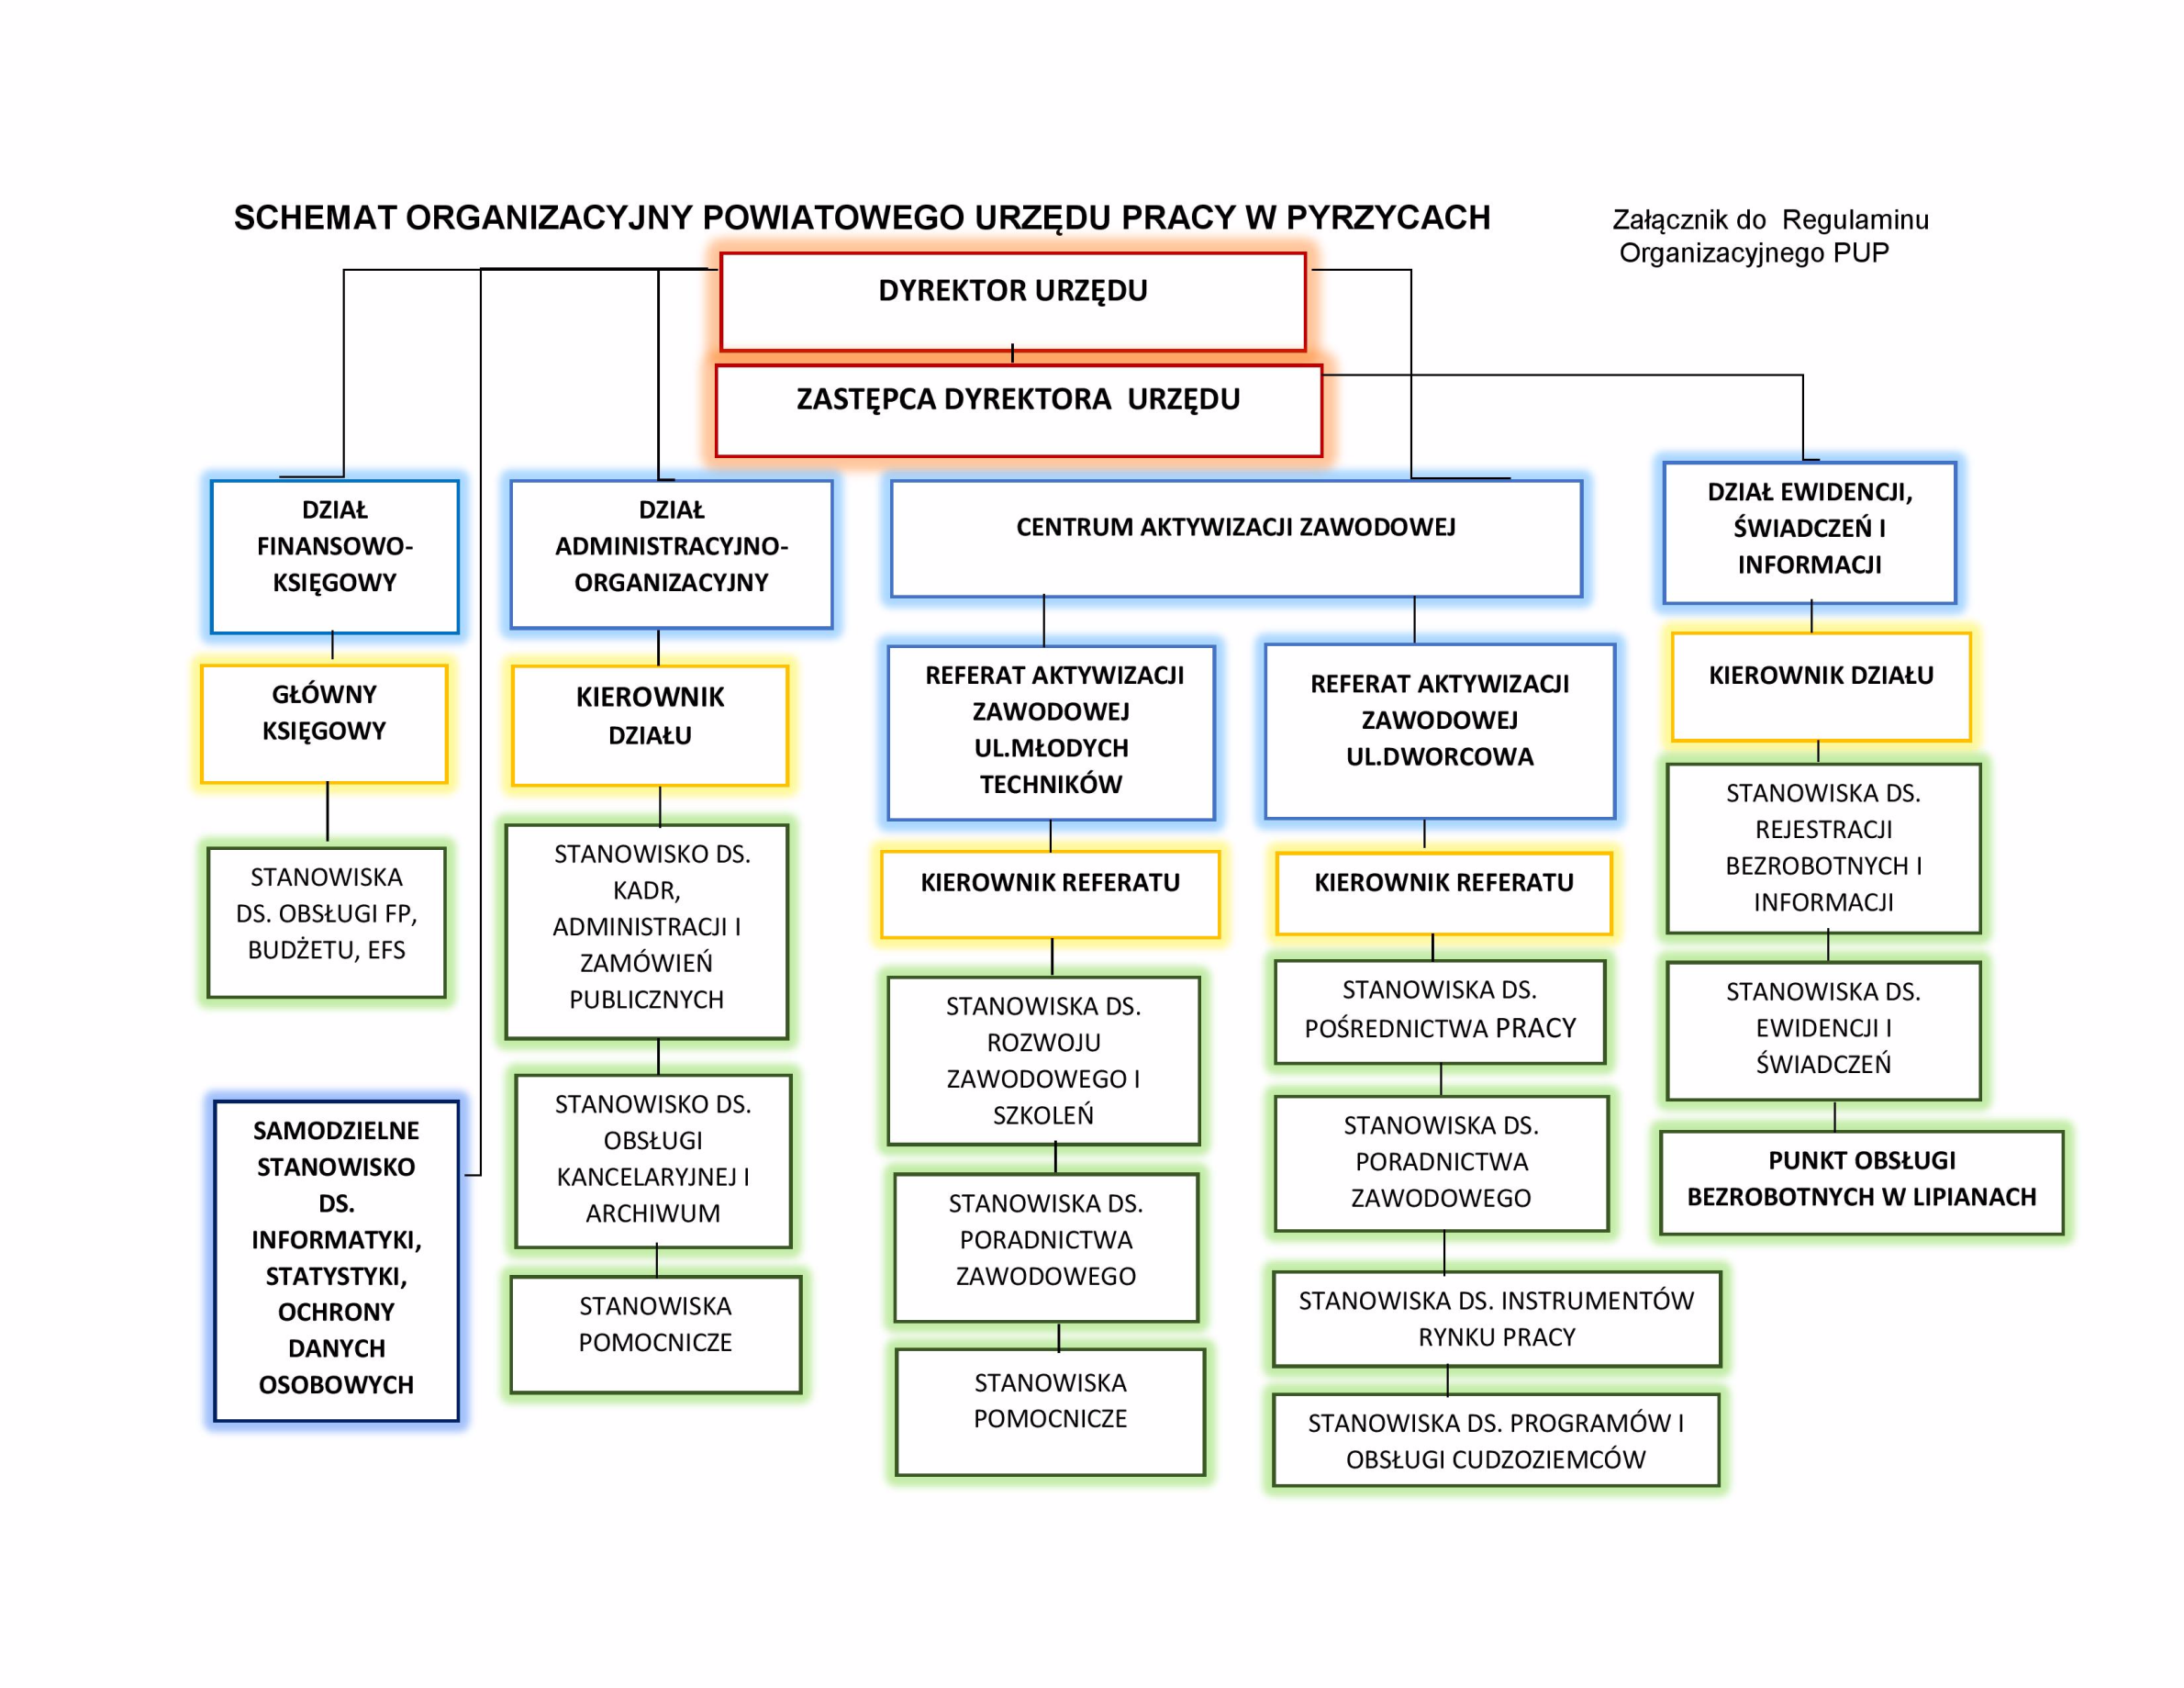 SCHEMAT ORGANIZACYJNY POWIATOWEGO URZĘDU PRACY W PYRZYCACH
Załącznik do Regulaminu
Organizacyjnego PUP
DYREKTOR URZĘDU
ZASTĘPCA DYREKTORA URZĘDU
DZIAŁ
FINANSOWO-
KSIĘGOWY
GŁÓWNY
KSIĘGOWY
STANOWISKA
DS. OBSŁUGI FP,
BUDŻETU, EFS
SAMODZIELNE
STANOWISKO
DS.
INFORMATYKI,
STATYSTYKI,
OCHRONY
DANYCH
OSOBOWYCH
DZIAŁ
ADMINISTRACYJNO-
ORGANIZACYJNY
KIEROWNIK
DZIAŁU
STANOWISKO DS.
KADR,
ADMINISTRACJI I
ZAMÓWIEŃ
PUBLICZNYCH
STANOWISKO DS.
OBSŁUGI
KANCELARYJNEJ I
ARCHIWUM
STANOWISKA
POMOCNICZE
CENTRUM AKTYWIZACJI ZAWODOWEJ
REFERAT AKTYWIZACJI
ZAWODOWEJ
UL.MŁODYCH
TECHNIKÓW
KIEROWNIK REFERATU
STANOWISKA DS.
ROZWOJU
ZAWODOWEGO I
SZKOLEŃ
STANOWISKA DS.
PORADNICTWA
ZAWODOWEGO
STANOWISKA
POMOCNICZE
REFERAT AKTYWIZACJI
ZAWODOWEJ
UL.DWORCOWA
KIEROWNIK REFERATU
STANOWISKA DS.
POŚREDNICTWA PRACY
STANOWISKA DS.
PORADNICTWA
ZAWODOWEGO
STANOWISKA DS. INSTRUMENTÓW
RYNKU PRACY
STANOWISKA DS. PROGRAMÓW I
OBSŁUGI CUDZOZIEMCÓW
DZIAŁ EWIDENCJI,
ŚWIADCZEŃ I
INFORMACJI
KIEROWNIK DZIAŁU
STANOWISKA DS.
REJESTRACJI
BEZROBOTNYCH I
INFORMACJI
STANOWISKA DS.
EWIDENCJI I
ŚWIADCZEŃ
PUNKT OBSŁUGI
BEZROBOTNYCH W LIPIANACH